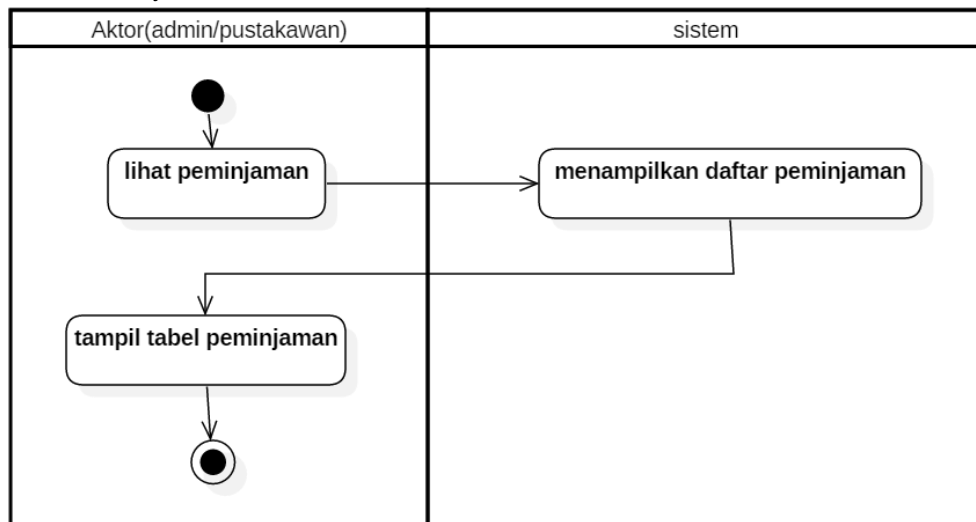 Aktor(admin/pustakawan)
sistem
lihat peminjaman
menampilkan daftar peminjaman
tampil tabel peminjaman